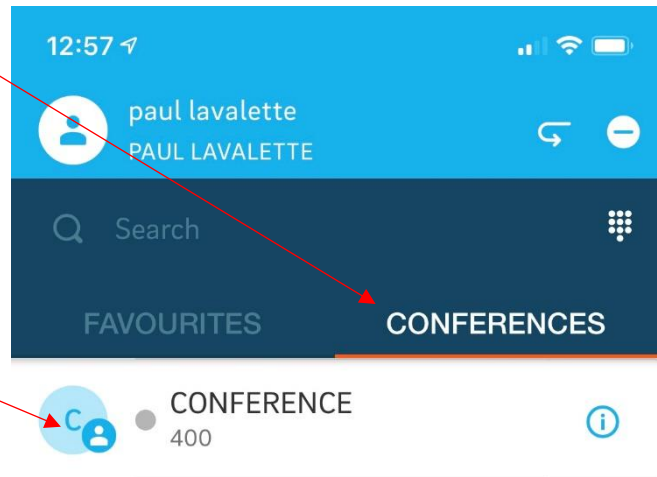 12:57
paul lavalette
PAUL LAVALETTE
Search
FAVOURITES CONFERENCES
C CONFERENCE
400